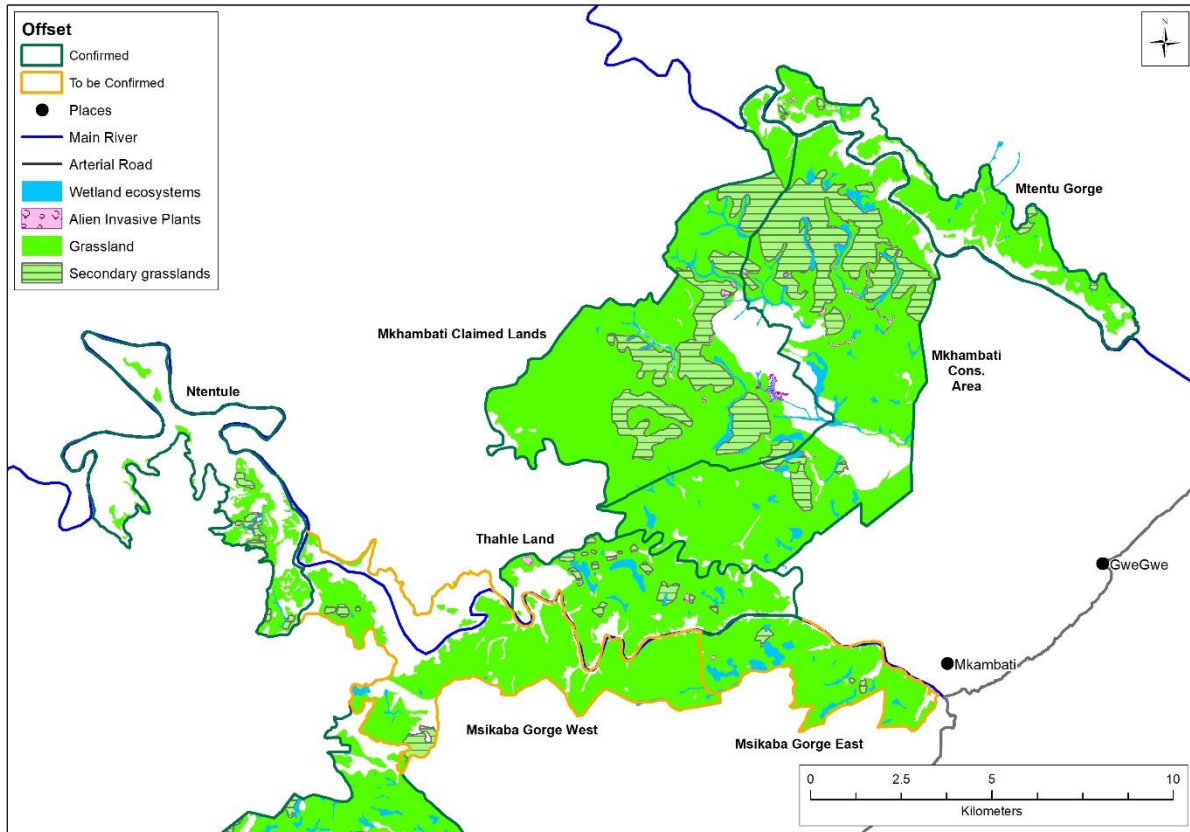 Offset
Confirmed
To be Confirmed
Places
Main River
Arterial Road
Wetland ecosystems
Alien Invasive Plants
Grassland
Secondary grasslands
N
Mtentu Gorge
Mkhambati Claimed Lands
Mkhambati
Cons.
Area
Ntentule
Thahle Land
GweGwe
Mkambati
Msikaba Gorge West
Msikaba Gorge East
0 2.5 5 10
Kilometers